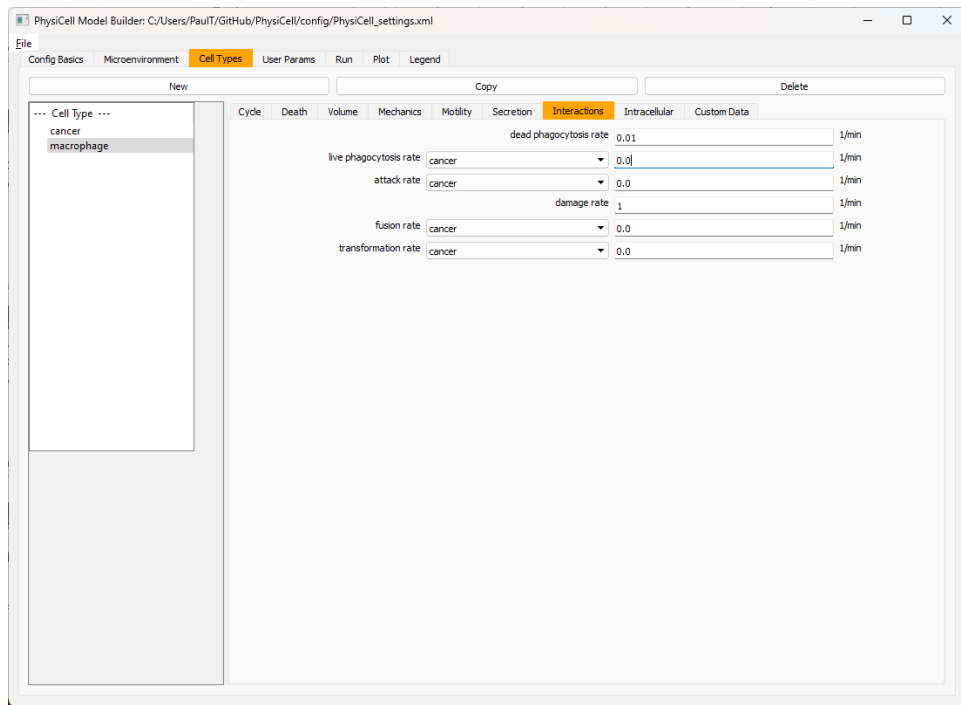 PhysiCell Model Builder: C:/Users/PaulT/GitHub/PhysiCell/config/PhysiCell_settings.xml
File
Config Basics Microenvironment Cell Types User Params Run Plot Legend
New Copy Delete
--- Cell Type ---
cancer
macrophage
Cycle Death Volume Mechanics Motility Secretion Interactions Intracellular Custom Data
dead phagocytosis rate 0.01 1/min
live phagocytosis rate cancer 0.0 1/min
attack rate cancer 0.0 1/min
damage rate 1 1/min
fusion rate cancer 0.0 1/min
transformation rate cancer 0.0 1/min